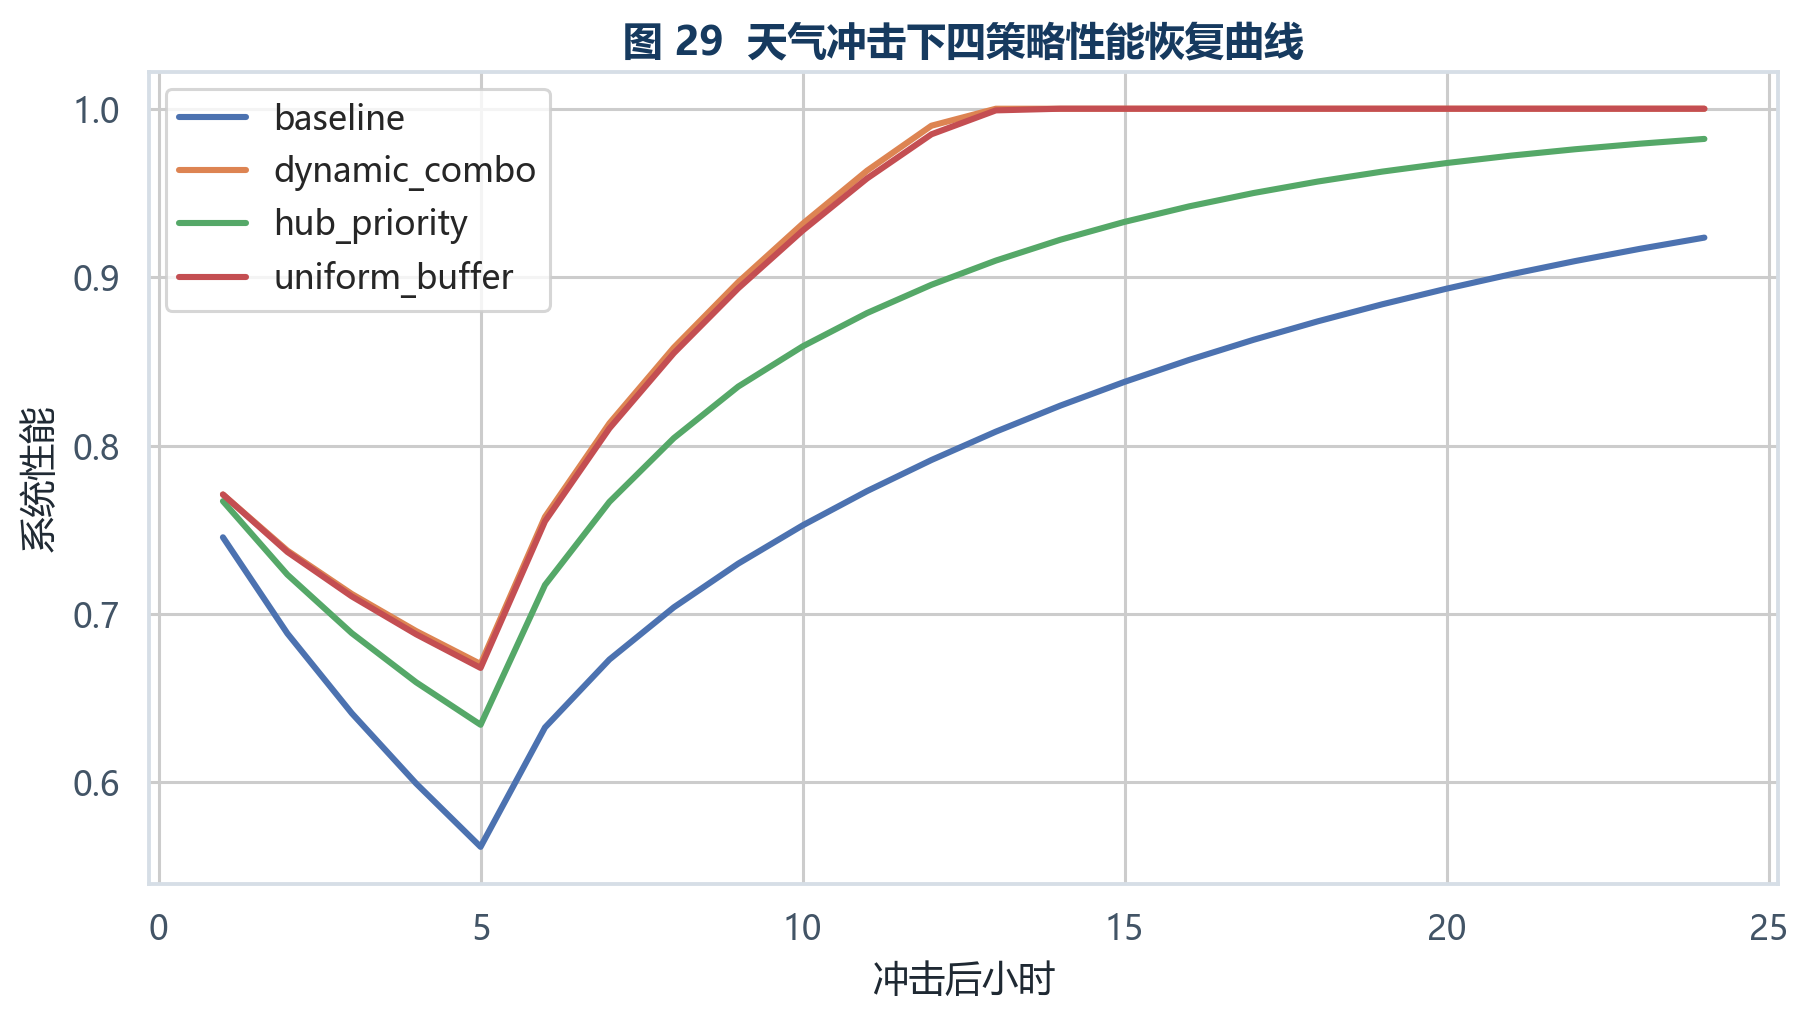 图 29 天气冲击下四策略性能恢复曲线
baseline
dynamic_combo
hub_priority
uniform_buffer
系统性能
1.0
0.9
0.8
0.7
0.6
0
5
10
15
20
25
冲击后小时